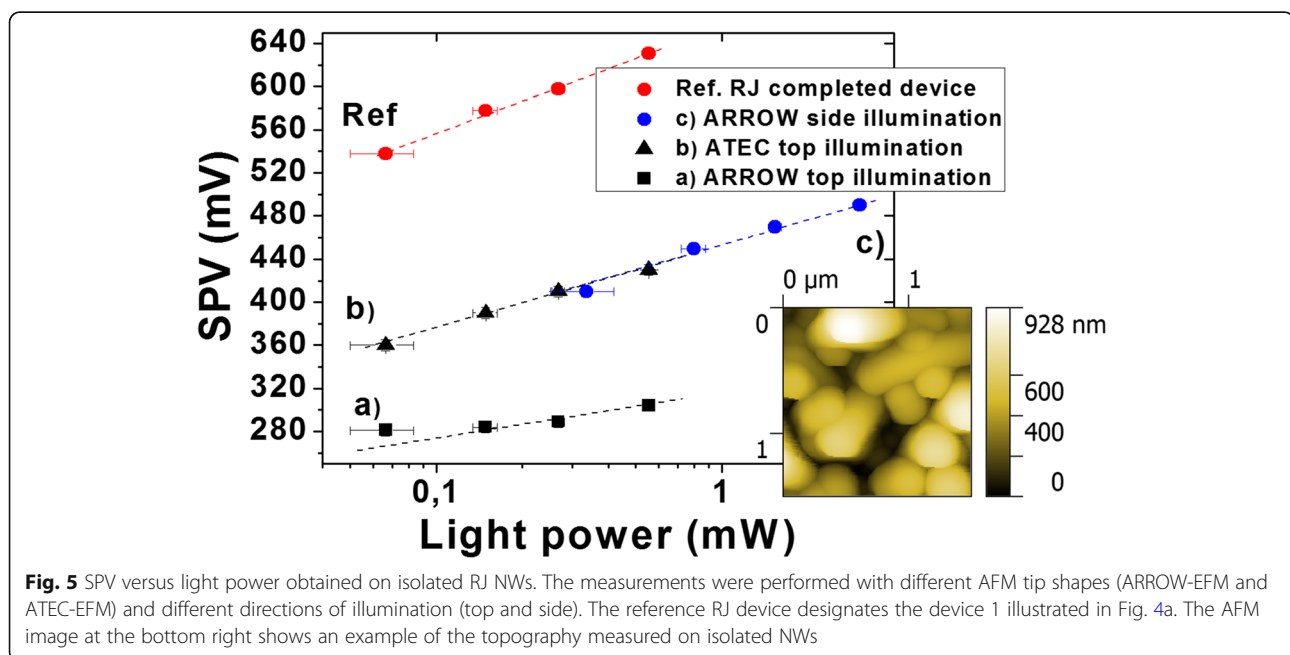 640
600
560
520
480
440
400
360
320
280
SPV (mV)
Ref
b)
a)
c)
Ref. RJ completed device
c) ARROW side illumination
b) ATEC top illumination
a) ARROW top illumination
0 µm 1
0
1
928 nm
600
400
0
0,1 1
Light power (mW)
Fig. 5 SPV versus light power obtained on isolated RJ NWs. The measurements were performed with different AFM tip shapes (ARROW-EFM and
ATEC-EFM) and different directions of illumination (top and side). The reference RJ device designates the device 1 illustrated in Fig. 4a. The AFM
image at the bottom right shows an example of the topography measured on isolated NWs